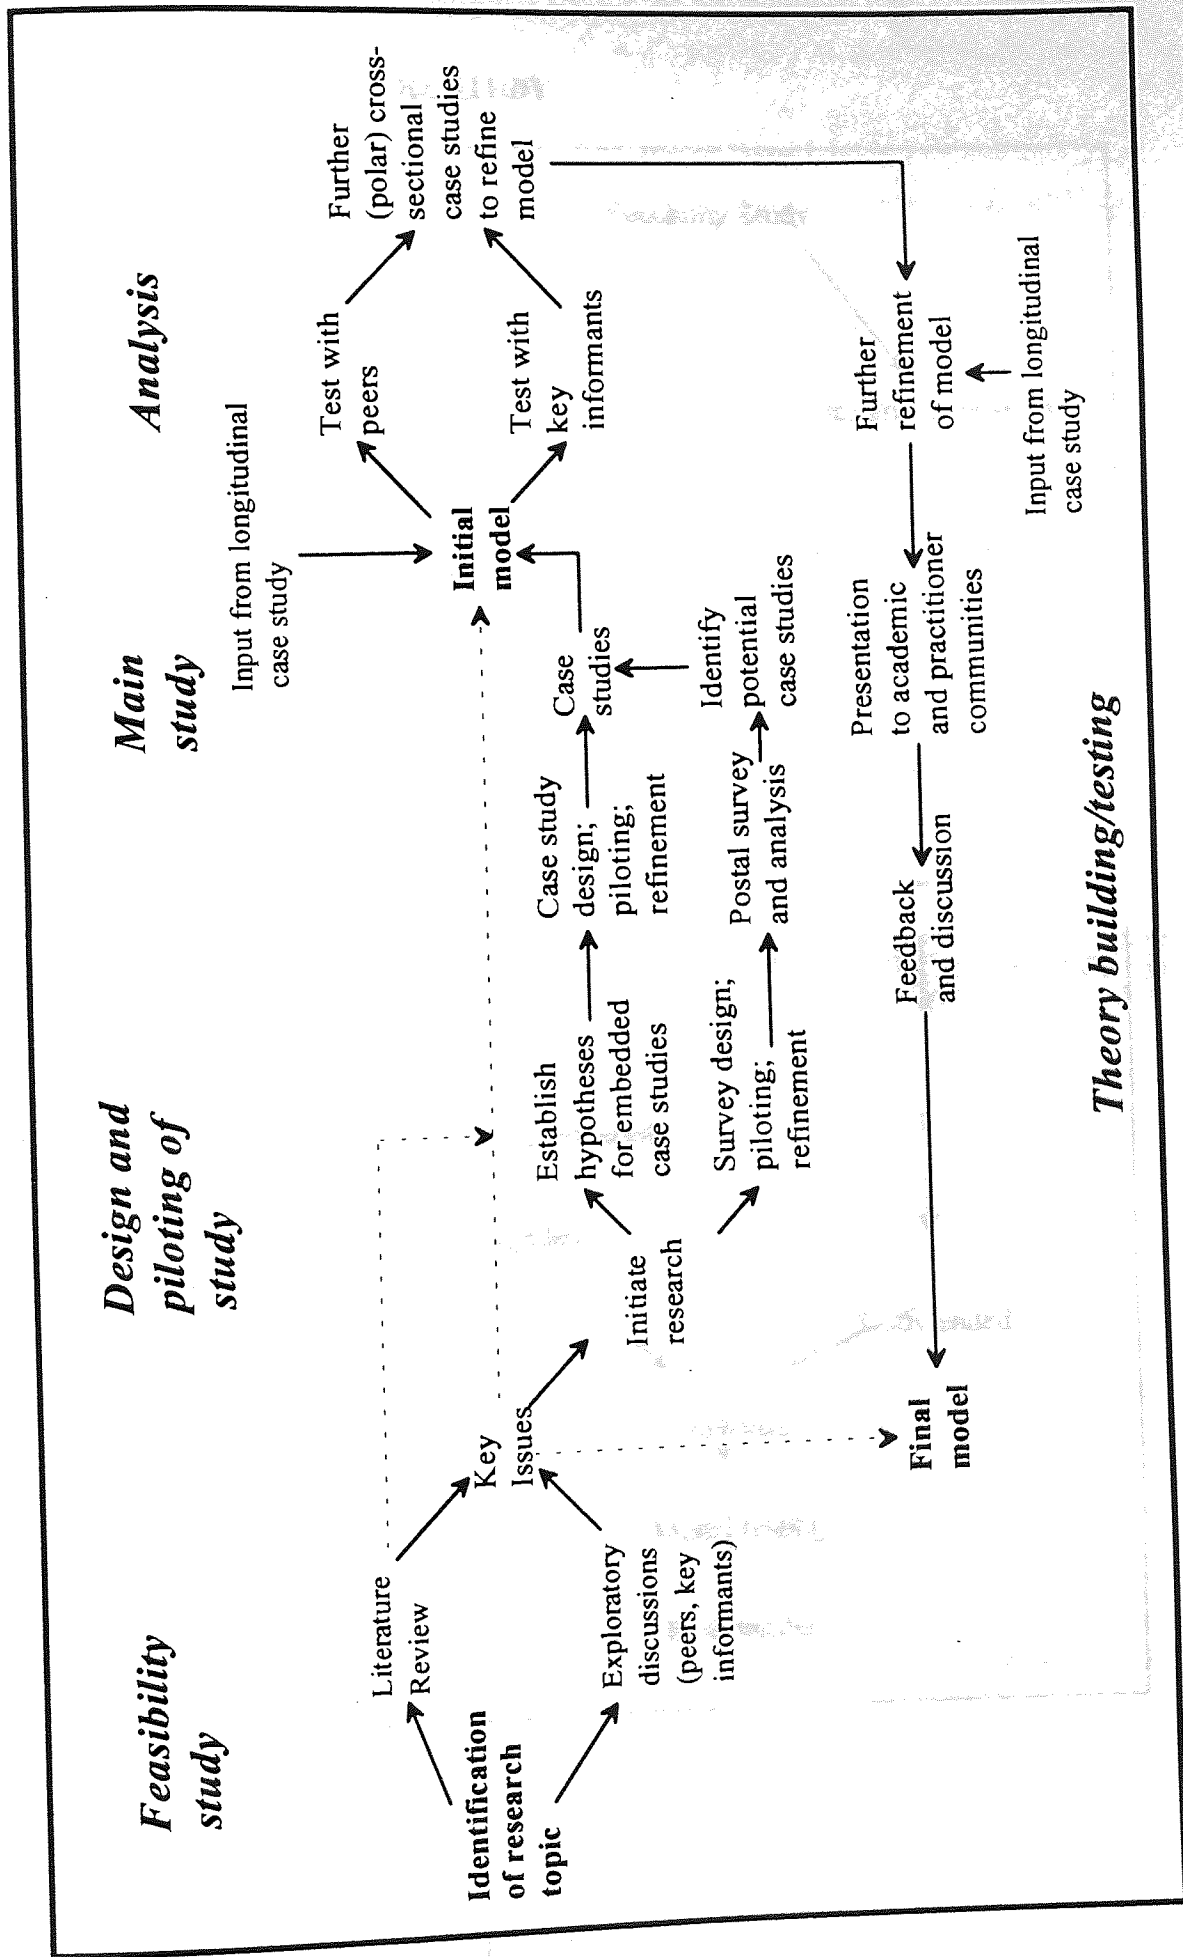 Feasibility
study
Design and
piloting of
study
Main
study
Analysis
Identification
of research
topic
Literature
Review
Exploratory
discussions
(peers, key
informants)
Key
Issues
Initiate
research
Establish
hypotheses
for embedded
case studies
Survey design;
piloting;
refinement
Case study
design;
piloting;
refinement
Postal survey
and analysis
Case
studies
Identify
potential
case studies
Input from longitudinal
case study
Initial
model
Test with
peers
Test with
key
informants
Further
(polar) cross-
sectional
case studies
to refine
model
Further
refinement
of model
Input from longitudinal
case study
Presentation
to academic
and practitioner
communities
Feedback
and discussion
Final
model
Theory building/testing